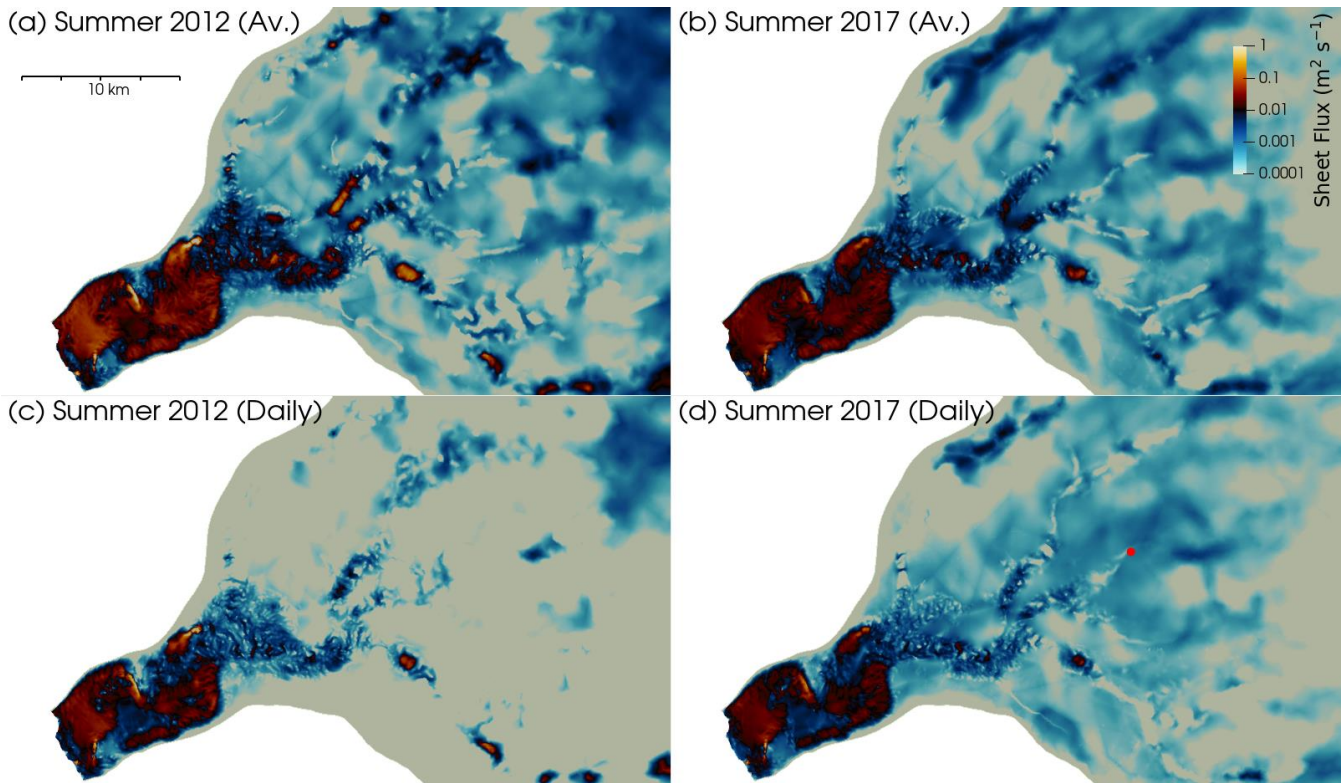 (a) Summer 2012 (Av.)
10 km
(b) Summer 2017 (Av.)
1
0.1
0.01
0.001
0.0001
Sheet Flux (m² s⁻¹)
(c) Summer 2012 (Daily)
(d) Summer 2017 (Daily)